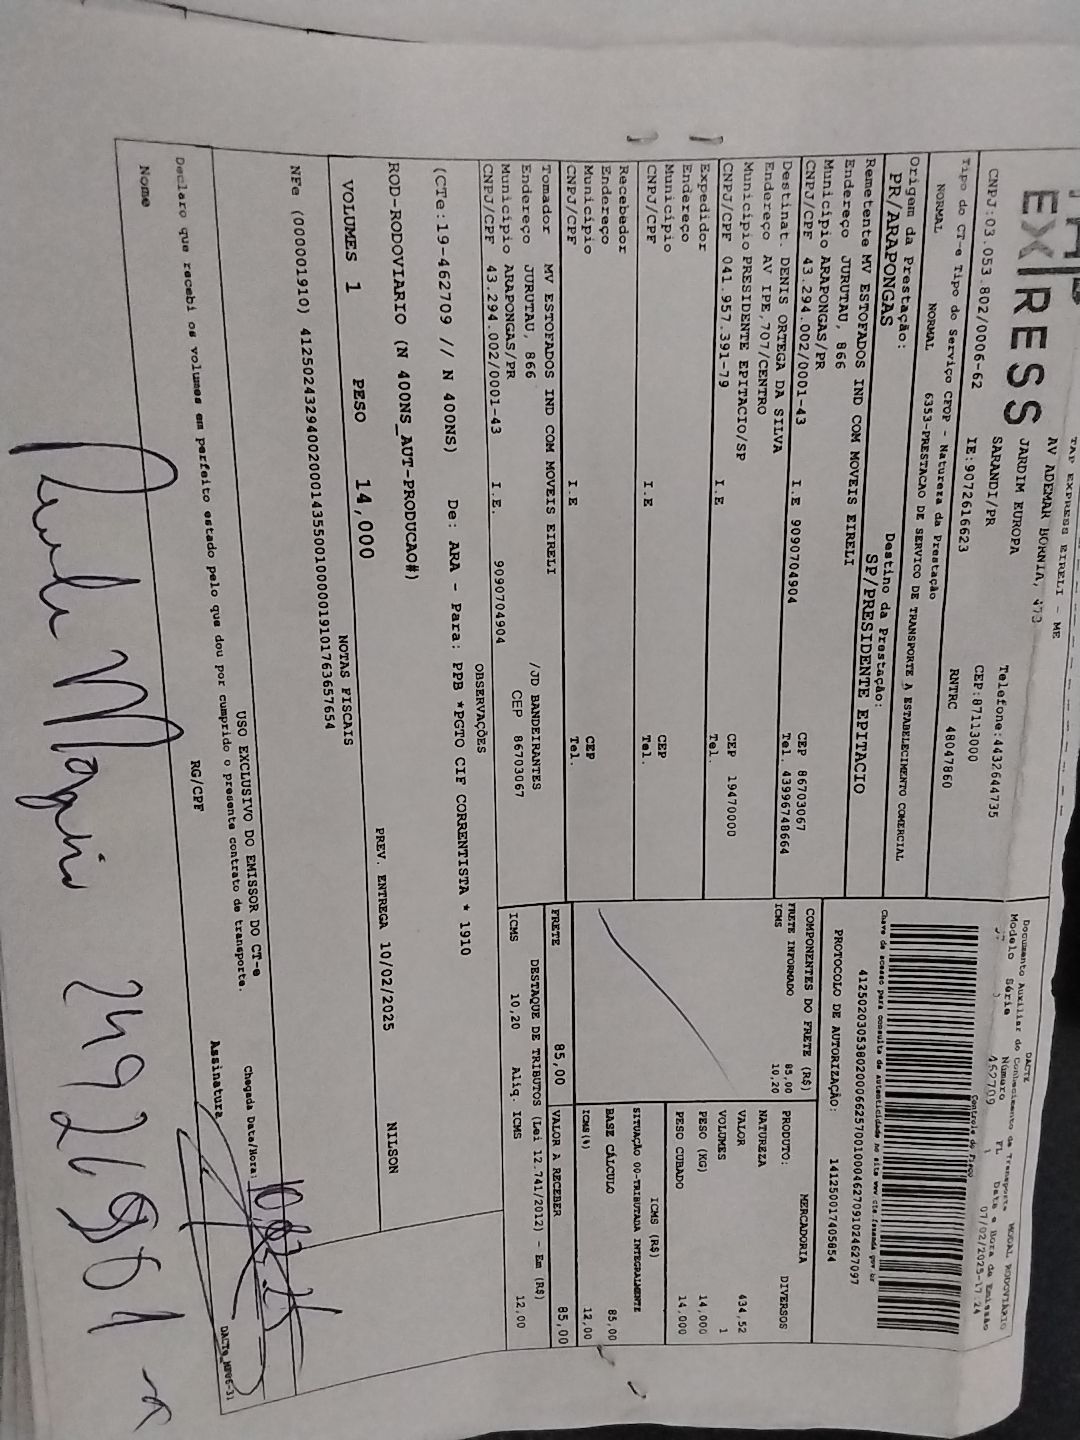 TAP EXPRESS EIRELI - ME
EX|RESS
AV ADEMAR BORNIA, 473
JARDIM EUROPA
SARANDI/PR
Telefone:4432644735
CEP:87113000
CNPJ:03.053.802/0006-62
IE:9072616623
RNTRC 48047860
Tipo do CT-e Tipo do Serviço CFOP - Natureza da Prestação
NORMAL NORMAL 6353-PRESTACAO DE SERVICO DE TRANSPORTE A ESTABELECIMENTO COMERCIAL
Origem da Prestação: Destino da Prestação:
PR/ARAPONGAS SP/PRESIDENTE EPITACIO
Remetente MV ESTOFADOS IND COM MOVEIS EIRELI
Endereço JURUTAU, 866
Município ARAPONGAS/PR CEP 86703067
CNPJ/CPF 43.294.002/0001-43 I.E 9090704904 Tel. 43996748664
Destinat. DENIS ORTEGA DA SILVA
Endereço AV IPE,707/CENTRO
Município PRESIDENTE EPITACIO/SP CEP 19470000
CNPJ/CPF 041.957.391-79 I.E Tel.
Expedidor
Endereço
Município CEP
CNPJ/CPF I.E Tel.
Recebedor
Endereço
Município CEP
CNPJ/CPF I.E Tel.
Tomador MV ESTOFADOS IND COM MOVEIS EIRELI
Endereço JURUTAU, 866 /JD BANDEIRANTES
Município ARAPONGAS/PR CEP 86703067
CNPJ/CPF 43.294.002/0001-43 I.E. 9090704904
DACTE
Documento Auxiliar do Conhecimento de Transporte MODAL RODOVIÁRIO
Modelo Série Número FL Data e Hora de Emissão
57 462709 1 07/02/2025-17:24
Controle do Fisco
Chave de acesso para consulta de autenticidade no site www.cte.fazenda.gov.br
41250203053802000662570010004627091024627097
PROTOCOLO DE AUTORIZAÇÃO: 141250017405854
COMPONENTES DO FRETE (R$)
FRETE INFORMADO 85,00
ICMS 10,20
PRODUTO: MERCADORIA
NATUREZA DIVERSOS
VALOR 434,52
VOLUMES 1
PESO (KG) 14,000
PESO CUBADO 14,000
ICMS (R$)
SITUAÇÃO 00-TRIBUTADA INTEGRALMENTE
BASE CÁLCULO 85,00
ICMS(%) 12,00
FRETE 85,00 VALOR A RECEBER 85,00
DESTAQUE DE TRIBUTOS (Lei 12.741/2012) - Em (R$)
ICMS 10,20 Alíq. ICMS 12,00
OBSERVAÇÕES
(CTe:19-462709 // N 400NS) De: ARA - Para: PPB *PGTO CIF CORRENTISTA * 1910
ROD-RODOVIARIO (N 400NS_AUT-PRODUCAO#)
PREV. ENTREGA 10/02/2025 NILSON
VOLUMES 1 PESO 14,000
NOTAS FISCAIS
NFe (000001910) 41250243294002000143550010000019101763657654
USO EXCLUSIVO DO EMISSOR DO CT-e
Declaro que recebi os volumes em perfeito estado pelo que dou por cumprido o presente contrato de transporte.
Chegada Data/Hora:
Nome RG/CPF Assinatura